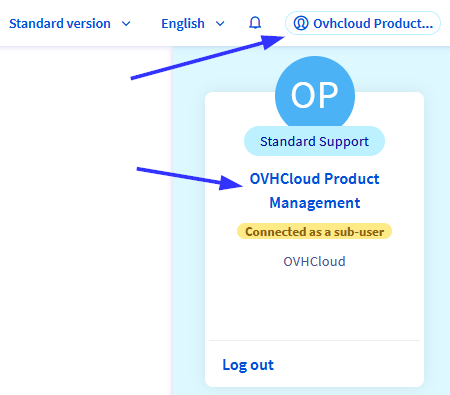 Standard version English Ovhcloud Product...
OP
Standard Support
OVHCloud Product
Management
Connected as a sub-user
OVHCloud
Log out